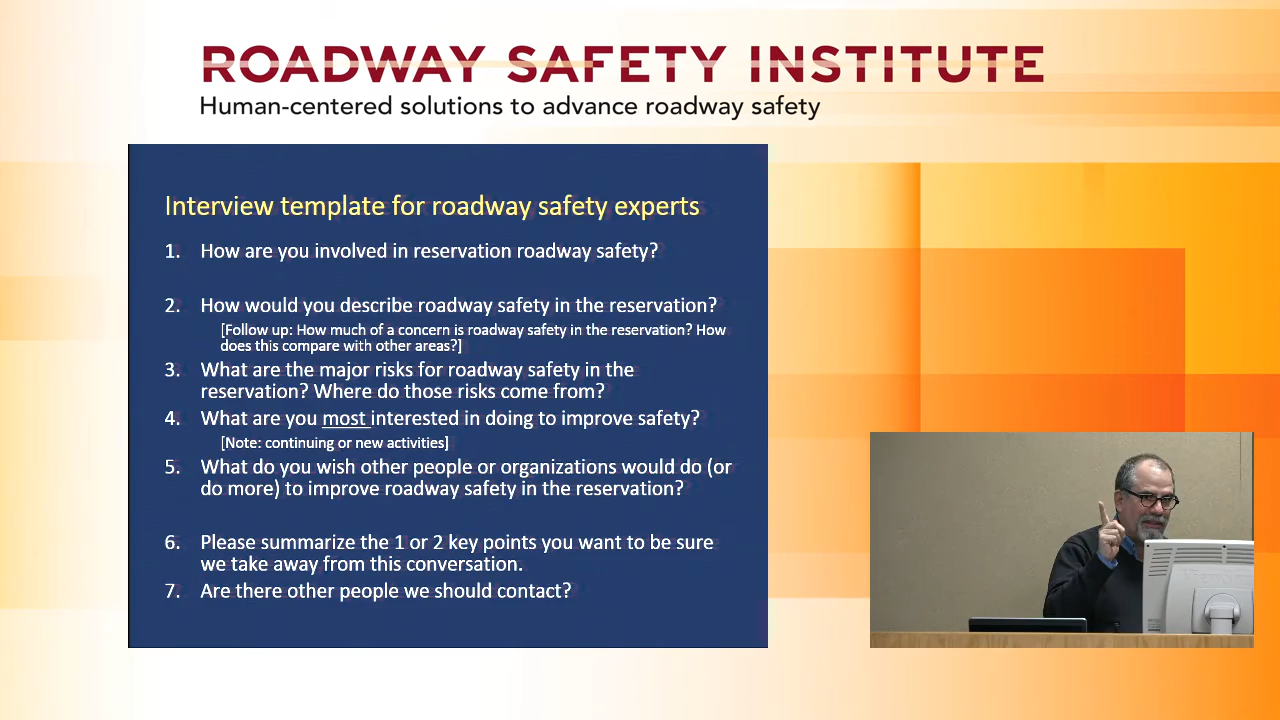 ROADWAY SAFETY INSTITUTE
Human-centered solutions to advance roadway safety
Interview template for roadway safety experts
1. How are you involved in reservation roadway safety?
2. How would you describe roadway safety in the reservation?
[Follow up: How much of a concern is roadway safety in the reservation? How
does this compare with other areas?]
3. What are the major risks for roadway safety in the
reservation? Where do those risks come from?
4. What are you most interested in doing to improve safety?
[Note: continuing or new activities]
5. What do you wish other people or organizations would do (or
do more) to improve roadway safety in the reservation?
6. Please summarize the 1 or 2 key points you want to be sure
we take away from this conversation.
7. Are there other people we should contact?